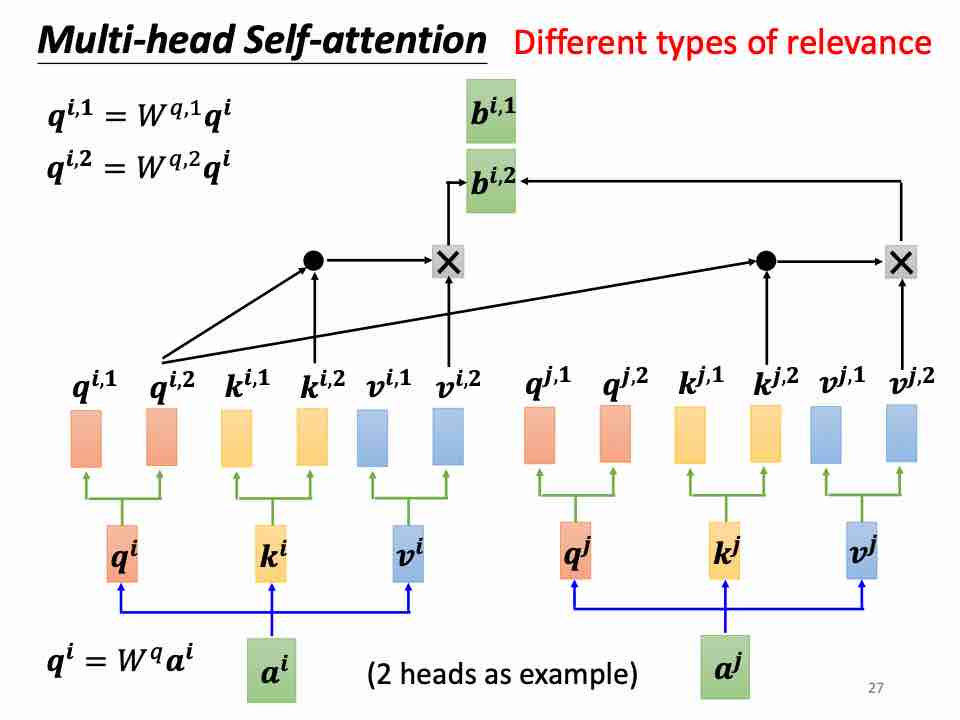 Multi-head Self-attention Different types of relevance
q^{i,1} = W^{q,1}q^{i}
q^{i,2} = W^{q,2}q^{i}
b^{i,1}
b^{i,2}
× ×
q^{i,1} q^{i,2} k^{i,1} k^{i,2} v^{i,1} v^{i,2} q^{j,1} q^{j,2} k^{j,1} k^{j,2} v^{j,1} v^{j,2}
q^{i} k^{i} v^{i} q^{j} k^{j} v^{j}
q^{i} = W^{q}a^{i}
a^{i} (2 heads as example) a^{j}
27